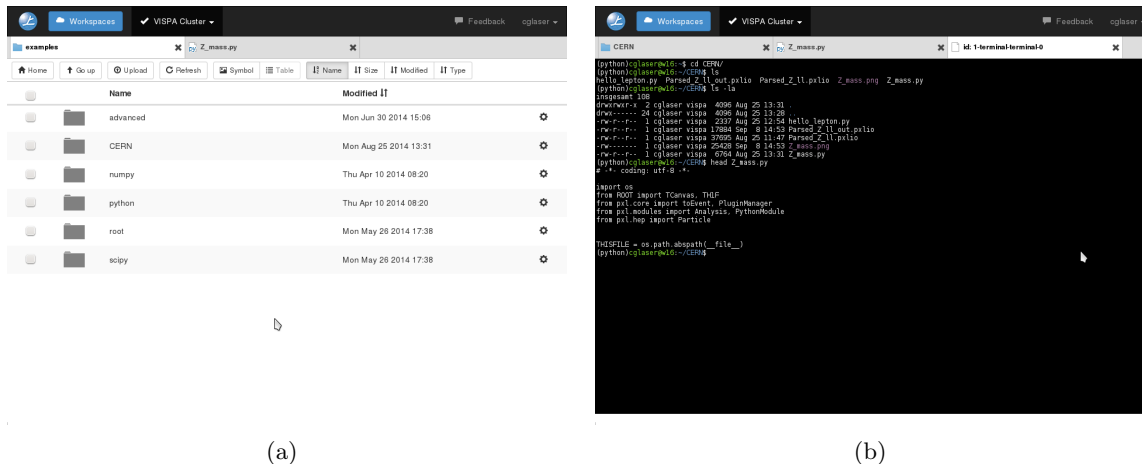 Workspaces VISPA Cluster Feedback cglaser
examples Z_mass.py
Home Go up Upload Refresh Symbol Table Name Size Modified Type
Name Modified
advanced Mon Jun 30 2014 15:06
CERN Mon Aug 25 2014 13:31
numpy Thu Apr 10 2014 08:20
python Thu Apr 10 2014 08:20
root Mon May 26 2014 17:38
scipy Mon May 26 2014 17:38
(a)
Workspaces VISPA Cluster Feedback cglaser
CERN Z_mass.py id: 1-terminal-terminal-0
(python)cglaser@w16:~$ cd CERN/
(python)cglaser@w16:~/CERN$ ls
hello_lepton.py Parsed_Z_ll_out.pxlio Parsed_Z_ll.pxlio Z_mass.png Z_mass.py
(python)cglaser@w16:~/CERN$ ls -la
insgesamt 108
drwxrwxr-x 2 cglaser vispa 4096 Aug 25 13:31 .
drwx------ 24 cglaser vispa 4096 Aug 25 13:28 ..
-rw-r--r-- 1 cglaser vispa 2337 Aug 25 12:54 hello_lepton.py
-rw-r--r-- 1 cglaser vispa 17884 Sep 8 14:53 Parsed_Z_ll_out.pxlio
-rw-r--r-- 1 cglaser vispa 37695 Aug 25 11:47 Parsed_Z_ll.pxlio
-rw------- 1 cglaser vispa 25428 Sep 8 14:53 Z_mass.png
-rw-r--r-- 1 cglaser vispa 6764 Aug 25 13:31 Z_mass.py
(python)cglaser@w16:~/CERN$ head Z_mass.py
# -*- coding: utf-8 -*-
import os
from ROOT import TCanvas, TH1F
from pxl.core import toEvent, PluginManager
from pxl.modules import Analysis, PythonModule
from pxl.hep import Particle
THISFILE = os.path.abspath(__file__)
(python)cglaser@w16:~/CERN$
(b)